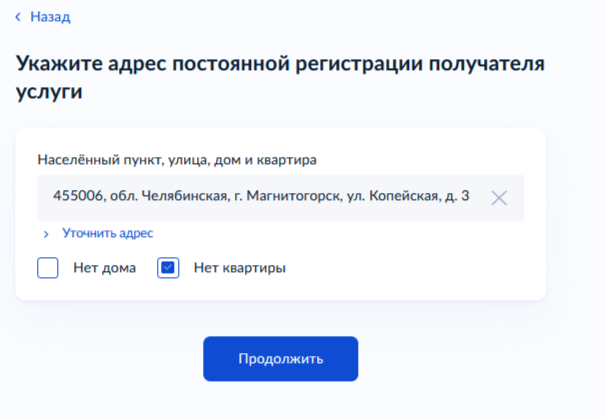 Назад
Укажите адрес постоянной регистрации получателя
услуги
Населённый пункт, улица, дом и квартира
455006, обл. Челябинская, г. Магнитогорск, ул. Копейская, д. 3
Уточнить адрес
Нет дома Нет квартиры
Продолжить